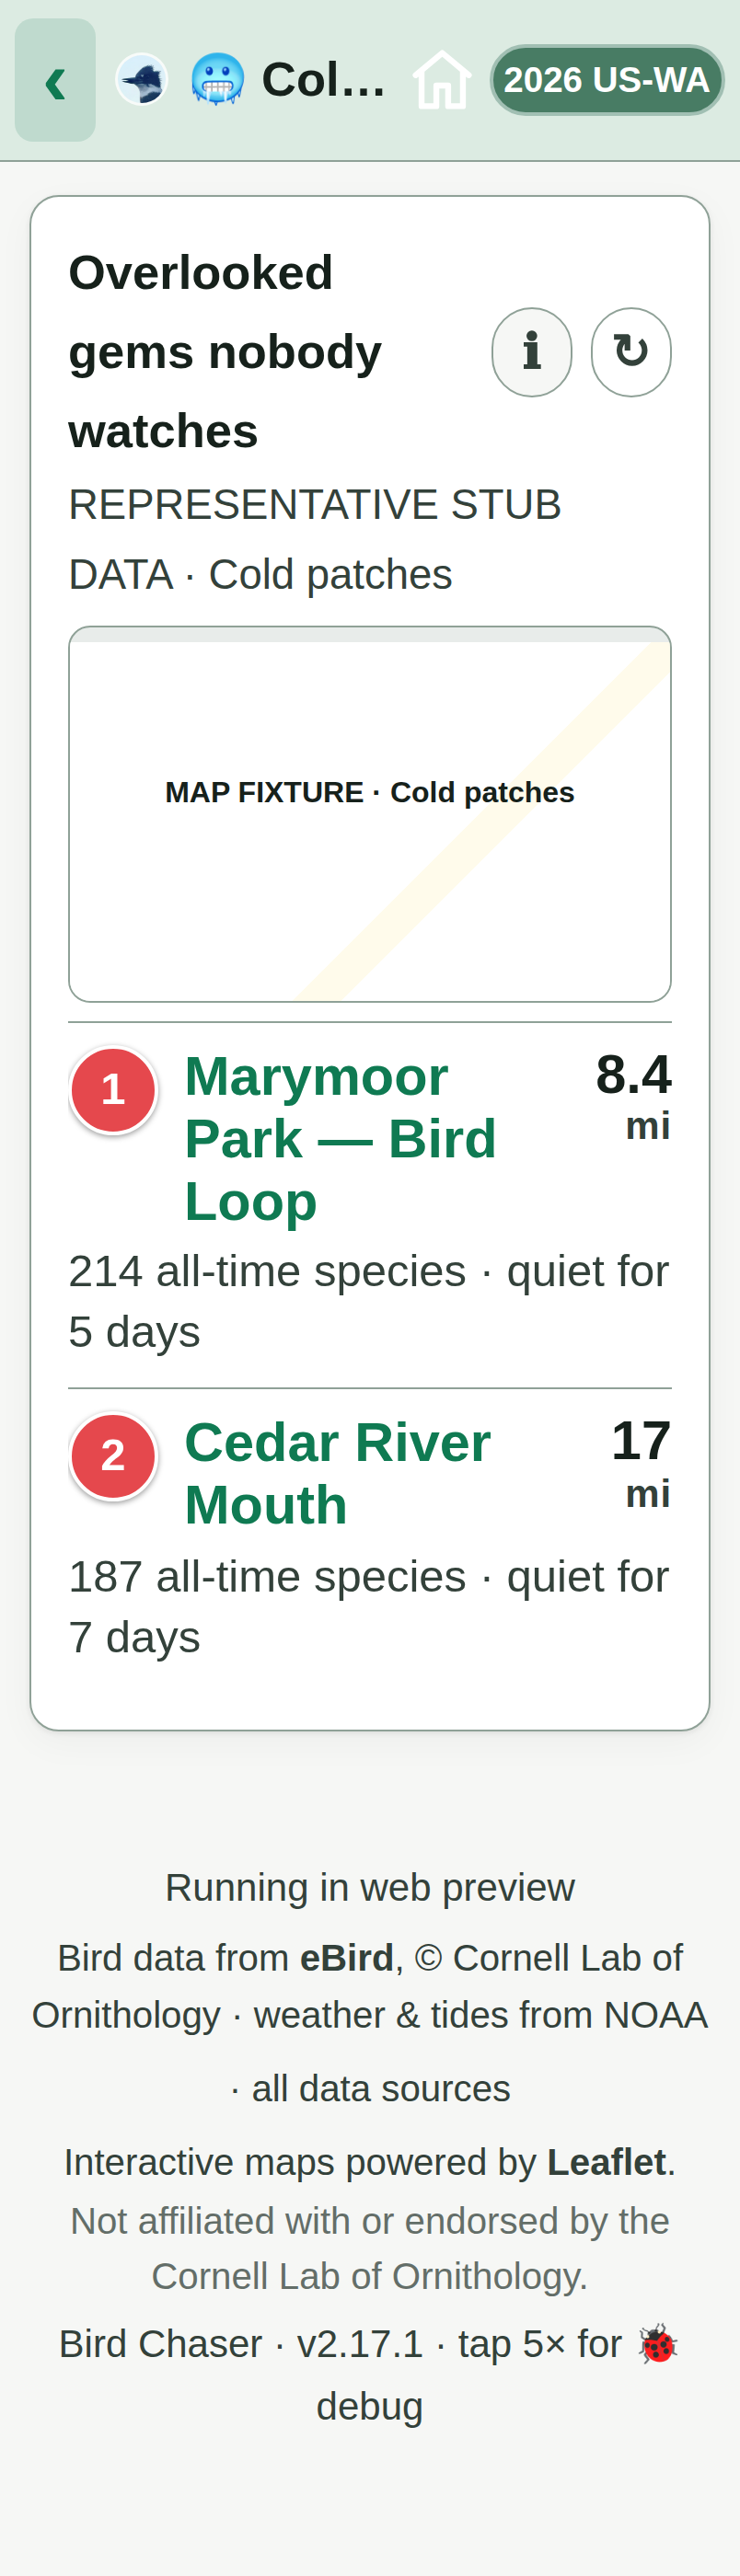 ‹ 🥶 Col… 2026 US-WA
Overlooked
gems nobody
watches
ℹ ↻
REPRESENTATIVE STUB
DATA · Cold patches
MAP FIXTURE · Cold patches
1 Marymoor
Park — Bird
Loop
8.4
mi
214 all-time species · quiet for
5 days
2 Cedar River
Mouth
17
mi
187 all-time species · quiet for
7 days
Running in web preview
Bird data from eBird, © Cornell Lab of
Ornithology · weather & tides from NOAA
· all data sources
Interactive maps powered by Leaflet.
Not affiliated with or endorsed by the
Cornell Lab of Ornithology.
Bird Chaser · v2.17.1 · tap 5× for 🐞
debug